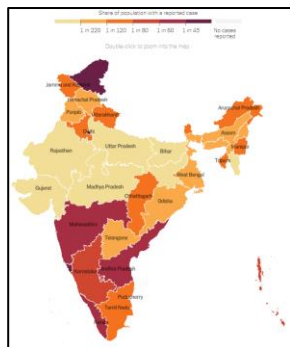 Share of population with a reported case
1 in 220
1 in 120
1 in 80
1 in 60
1 in 45
No cases
reported
Double-click to zoom into the map.
Himachal Pradesh
Punjab
Uttarakhand
Delhi
Arunachal Pradesh
Rajasthan
Uttar Pradesh
Bihar
Assam
Manipur
Tripura
Gujarat
Madhya Pradesh
West Bengal
Chhattisgarh
Odisha
Maharashtra
Telangana
Karnataka
Andhra Pradesh
Puducherry
Tamil Nadu
Kerala